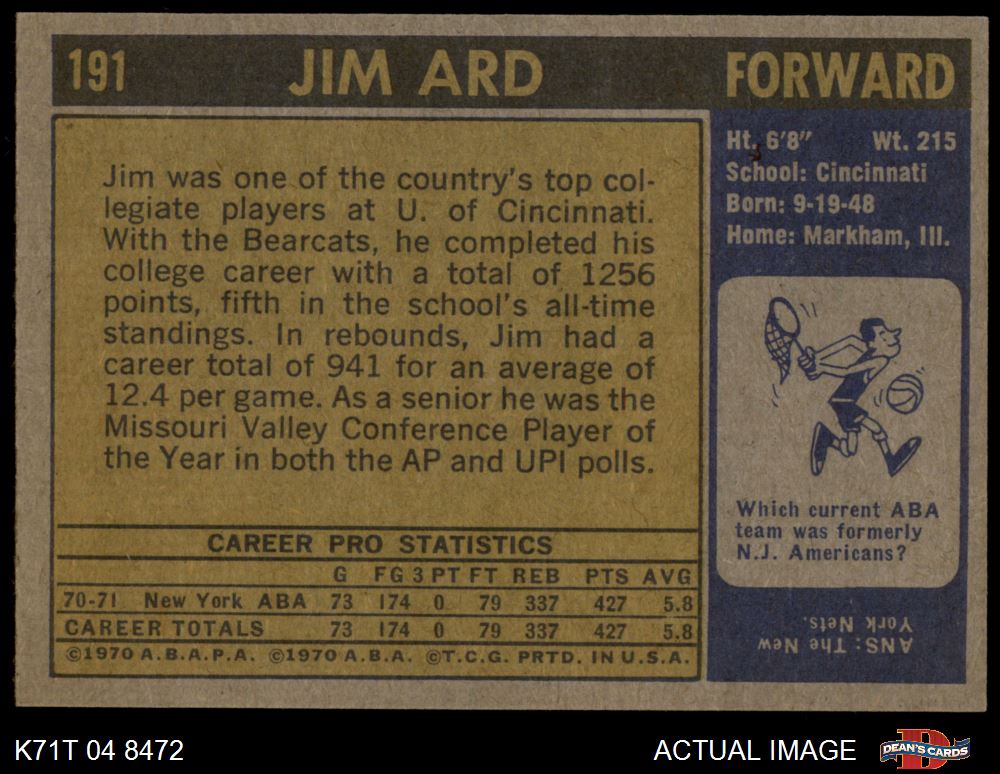 191 JIM ARD FORWARD
Jim was one of the country's top col-
legiate players at U. of Cincinnati.
With the Bearcats, he completed his
college career with a total of 1256
points, fifth in the school's all-time
standings. In rebounds, Jim had a
career total of 941 for an average of
12.4 per game. As a senior he was the
Missouri Valley Conference Player of
the Year in both the AP and UPI polls.
CAREER PRO STATISTICS
G FG 3 PT FT REB PTS AVG
70-71 New York ABA 73 174 0 79 337 427 5.8
CAREER TOTALS 73 174 0 79 337 427 5.8
©1970 A.B.A.P.A. ©1970 A.B.A. ©T.C.G. PRTD. IN U.S.A.
Ht. 6'8" Wt. 215
School: Cincinnati
Born: 9-19-48
Home: Markham, Ill.
Which current ABA
team was formerly
N.J. Americans?
ANS: The New
York Nets.
K71T 04 8472 ACTUAL IMAGE DEAN'S CARDS